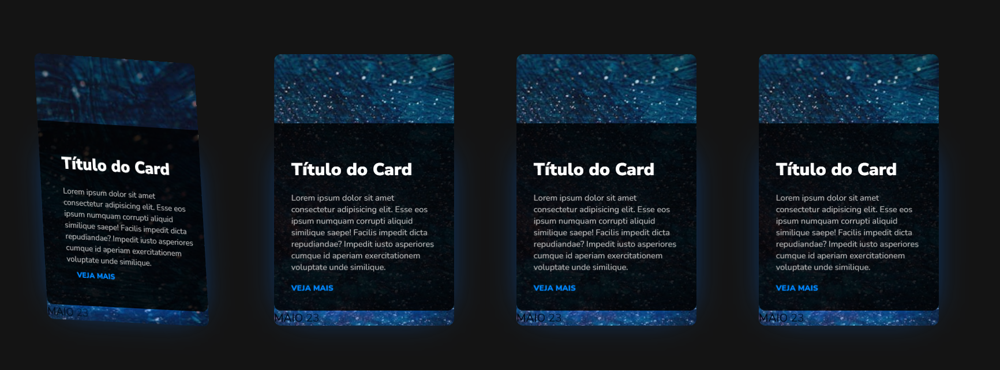 Título do Card
Lorem ipsum dolor sit amet
consectetur adipisicing elit. Esse eos
ipsum numquam corrupti aliquid
similique saepe! Facilis impedit dicta
repudiandae? Impedit iusto asperiores
cumque id aperiam exercitationem
voluptate unde similique.
VEJA MAIS
MAIO 23
Título do Card
Lorem ipsum dolor sit amet
consectetur adipisicing elit. Esse eos
ipsum numquam corrupti aliquid
similique saepe! Facilis impedit dicta
repudiandae? Impedit iusto asperiores
cumque id aperiam exercitationem
voluptate unde similique.
VEJA MAIS
MAIO 23
Título do Card
Lorem ipsum dolor sit amet
consectetur adipisicing elit. Esse eos
ipsum numquam corrupti aliquid
similique saepe! Facilis impedit dicta
repudiandae? Impedit iusto asperiores
cumque id aperiam exercitationem
voluptate unde similique.
VEJA MAIS
MAIO 23
Título do Card
Lorem ipsum dolor sit amet
consectetur adipisicing elit. Esse eos
ipsum numquam corrupti aliquid
similique saepe! Facilis impedit dicta
repudiandae? Impedit iusto asperiores
cumque id aperiam exercitationem
voluptate unde similique.
VEJA MAIS
MAIO 23